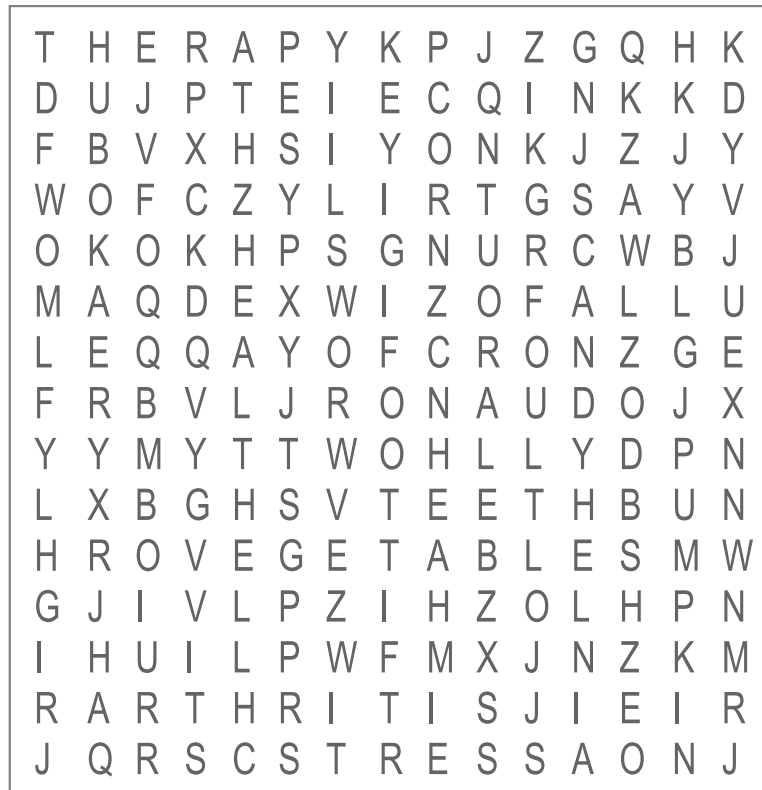 T H E R A P Y K P J Z G Q H K
D U J P T E I E C Q I N K K D
F B V X H S I Y O N K J Z J Y
W O F C Z Y L I R T G S A Y V
O K O K H P S G N U R C W B J
M A Q D E X W I Z O F A L L U
L E Q Q A Y O F C R O N Z G E
F R B V L J R O N A U D O J X
Y Y M Y T T W O H L L Y D P N
L X B G H S V T E E T H B U N
H R O V E G E T A B L E S M W
G J I V L P Z I H Z O L H P N
I H U I L P W F M X J N Z K M
R A R T H R I T I S J I E I R
J Q R S C S T R E S S A O N J